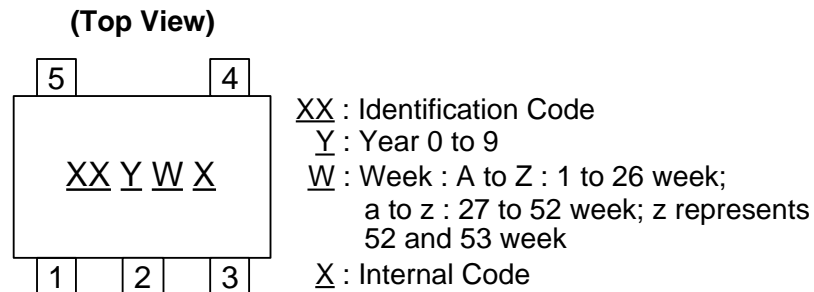 (Top View)
5 4
XX Y W X
1 2 3
XX : Identification Code
Y : Year 0 to 9
W : Week : A to Z : 1 to 26 week;
a to z : 27 to 52 week; z represents
52 and 53 week
X : Internal Code